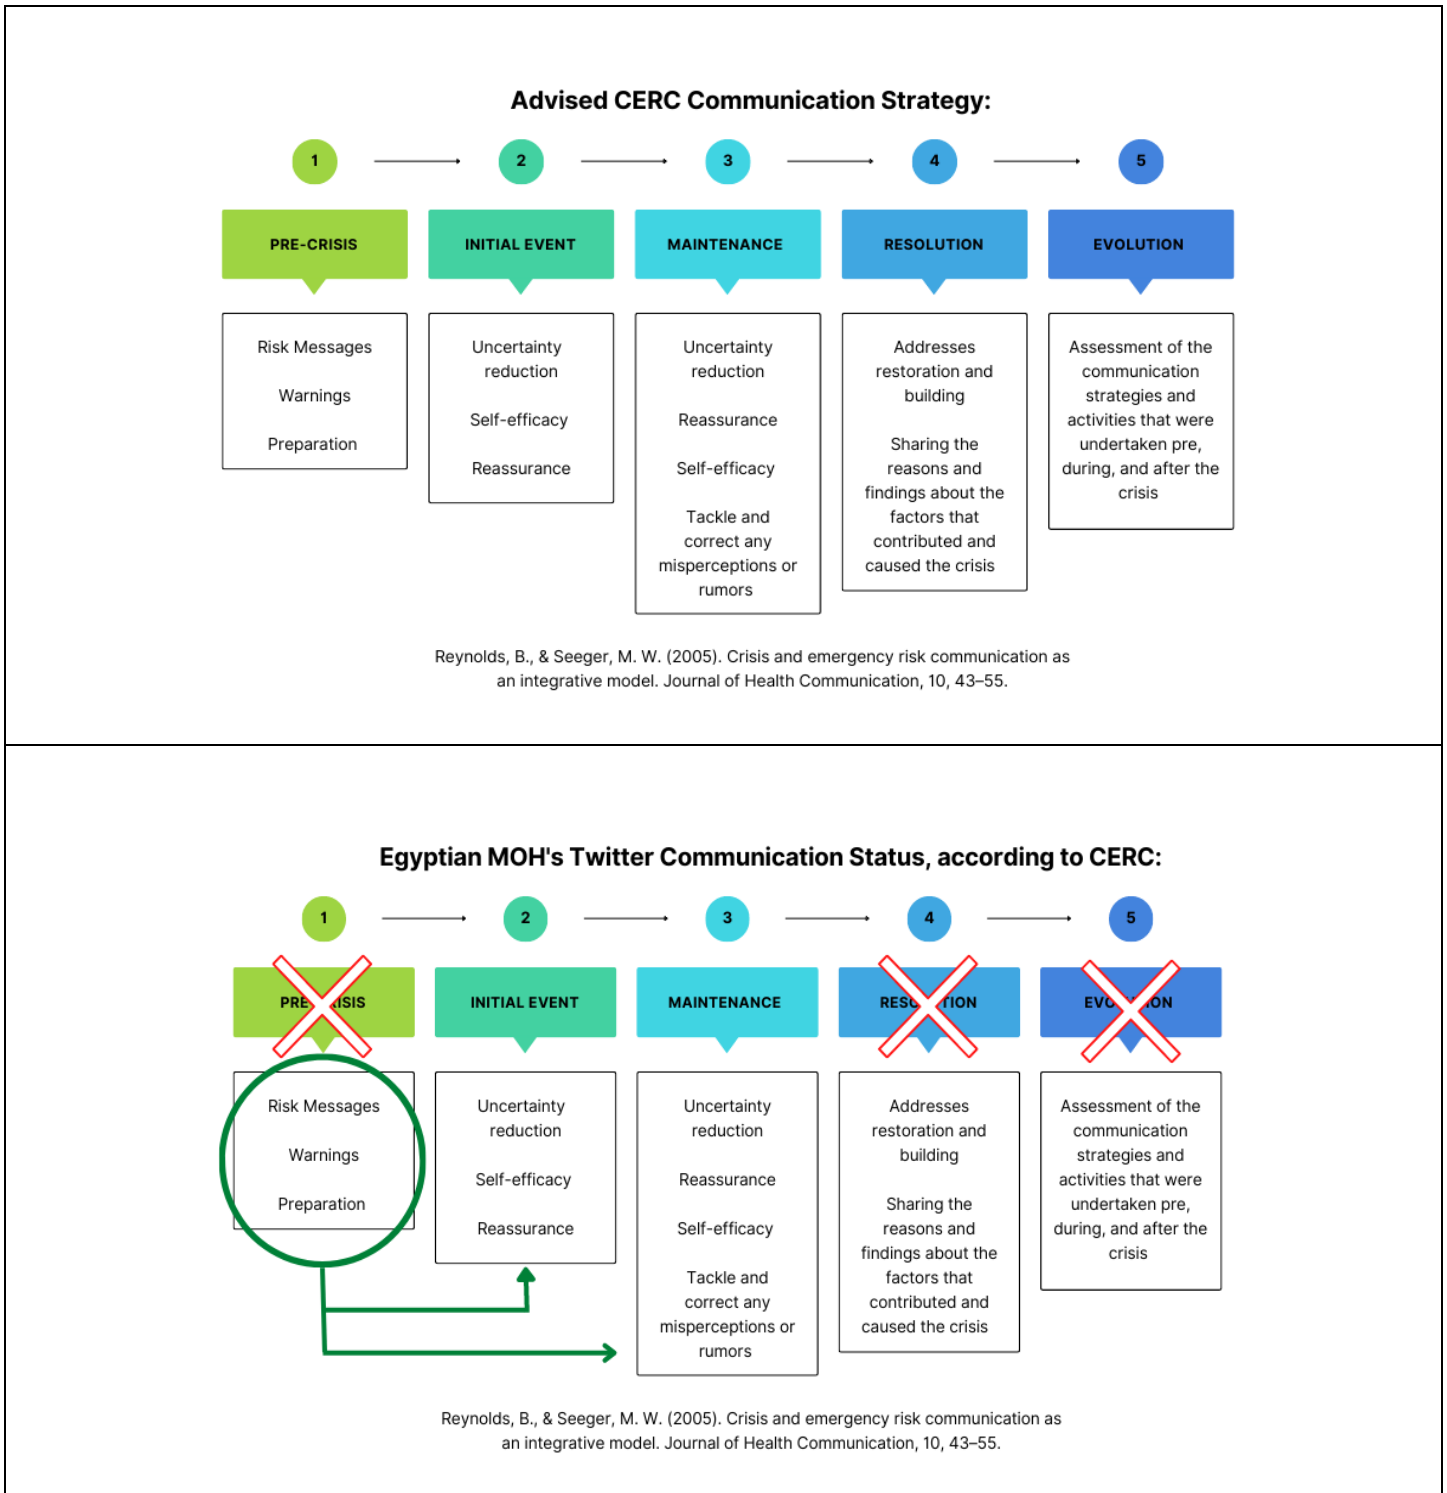 Advised CERC Communication Strategy:
1
2
3
4
5
PRE-CRISIS
INITIAL EVENT
MAINTENANCE
RESOLUTION
EVOLUTION
Risk Messages
Warnings
Preparation
Uncertainty
reduction
Self-efficacy
Reassurance
Uncertainty
reduction
Reassurance
Self-efficacy
Tackle and
correct any
misperceptions or
rumors
Addresses
restoration and
building
Sharing the
reasons and
findings about the
factors that
contributed and
caused the crisis
Assessment of the
communication
strategies and
activities that were
undertaken pre,
during, and after the
crisis
Reynolds, B., & Seeger, M. W. (2005). Crisis and emergency risk communication as
an integrative model. Journal of Health Communication, 10, 43–55.
Egyptian MOH's Twitter Communication Status, according to CERC:
1
2
3
4
5
PRE-CRISIS
INITIAL EVENT
MAINTENANCE
RESOLUTION
EVOLUTION
Risk Messages
Warnings
Preparation
Uncertainty
reduction
Self-efficacy
Reassurance
Uncertainty
reduction
Reassurance
Self-efficacy
Tackle and
correct any
misperceptions or
rumors
Addresses
restoration and
building
Sharing the
reasons and
findings about the
factors that
contributed and
caused the crisis
Assessment of the
communication
strategies and
activities that were
undertaken pre,
during, and after the
crisis
Reynolds, B., & Seeger, M. W. (2005). Crisis and emergency risk communication as
an integrative model. Journal of Health Communication, 10, 43–55.